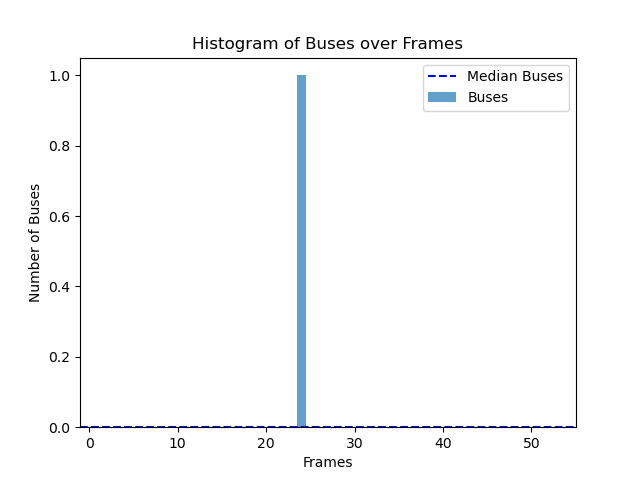 Histogram of Buses over Frames
Median Buses
Buses
1.0
0.8
0.6
0.4
0.2
0.0
Number of Buses
0 10 20 30 40 50
Frames